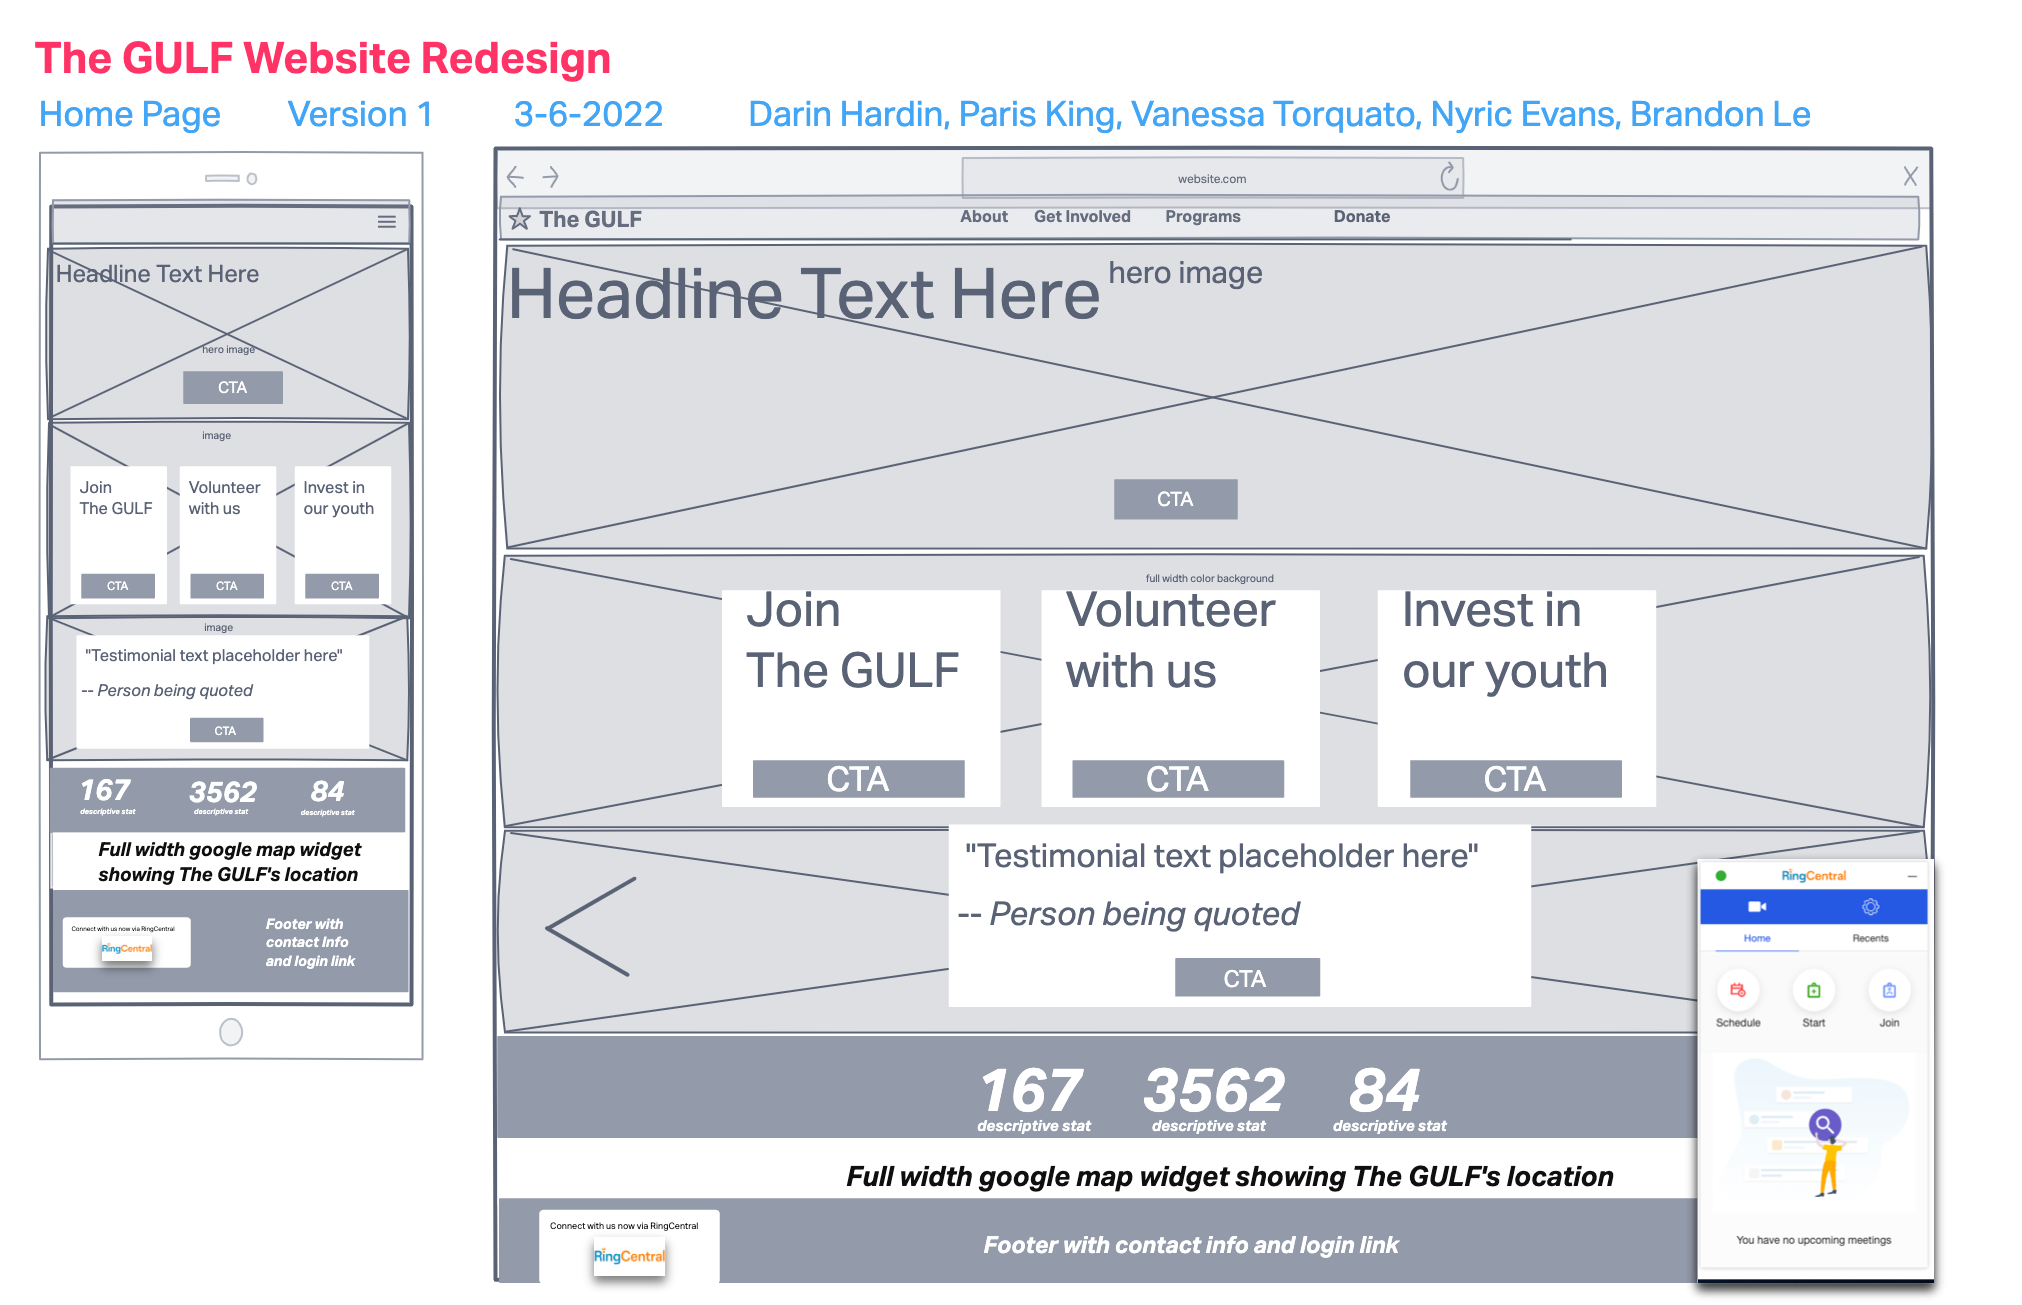 The GULF Website Redesign
Home Page Version 1 3-6-2022 Darin Hardin, Paris King, Vanessa Torquato, Nyric Evans, Brandon Le
Headline Text Here
hero image
CTA
image
Join
The GULF
CTA
Volunteer
with us
CTA
Invest in
our youth
CTA
image
"Testimonial text placeholder here"
-- Person being quoted
CTA
167
descriptive stat
3562
descriptive stat
84
descriptive stat
Full width google map widget
showing The GULF's location
Connect with us now via RingCentral
RingCentral
Footer with
contact Info
and login link
website.com
The GULF About Get Involved Programs Donate
Headline Text Here
hero image
CTA
full width color background
Join
The GULF
CTA
Volunteer
with us
CTA
Invest in
our youth
CTA
"Testimonial text placeholder here"
-- Person being quoted
CTA
167
descriptive stat
3562
descriptive stat
84
descriptive stat
Full width google map widget showing The GULF's location
Connect with us now via RingCentral
RingCentral
Footer with contact info and login link
RingCentral
Home Recents
Schedule Start Join
You have no upcoming meetings